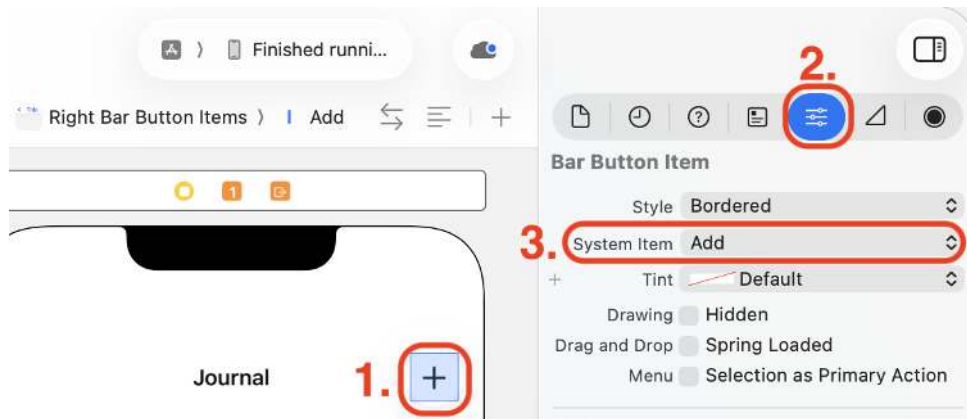 Finished runni...
2.
Right Bar Button Items 〉 Add
1
Bar Button Item
Style Bordered
3. System Item Add
Tint Default
Drawing Hidden
Drag and Drop Spring Loaded
Menu Selection as Primary Action
Journal 1.